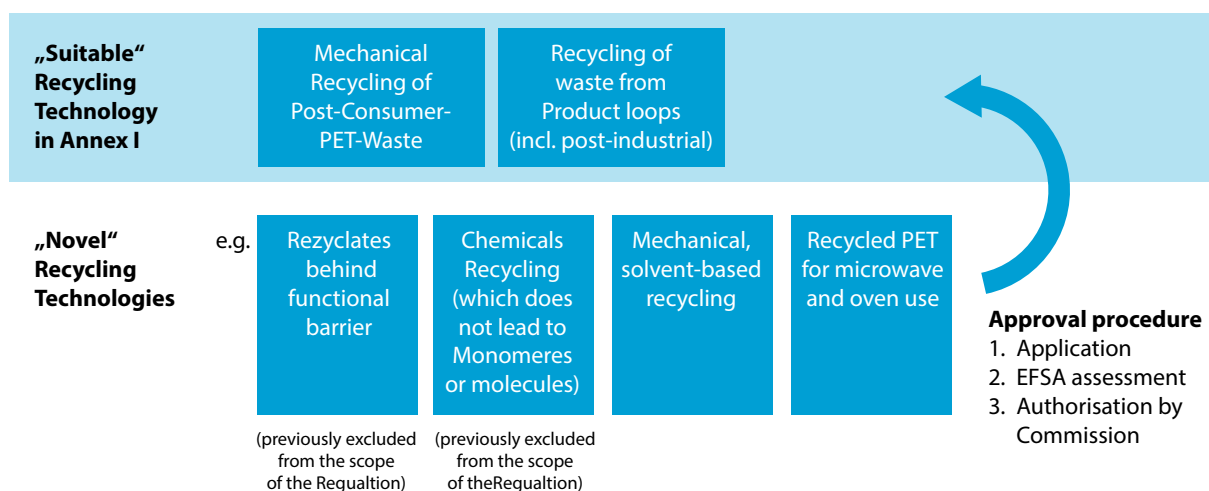 „Suitable“
Recycling
Technology
in Annex I
Mechanical
Recycling of
Post-Consumer-
PET-Waste
Recycling of
waste from
Product loops
(incl. post-industrial)
„Novel“
Recycling
Technologies
e.g.
Rezyclates
behind
functional
barrier
(previously excluded
from the scope
of the Requaltion)
Chemicals
Recycling
(which does
not lead to
Monomeres
or molecules)
(previously excluded
from the scope
of theRequaltion)
Mechanical,
solvent-based
recycling
Recycled PET
for microwave
and oven use
Approval procedure
1. Application
2. EFSA assessment
3. Authorisation by
Commission